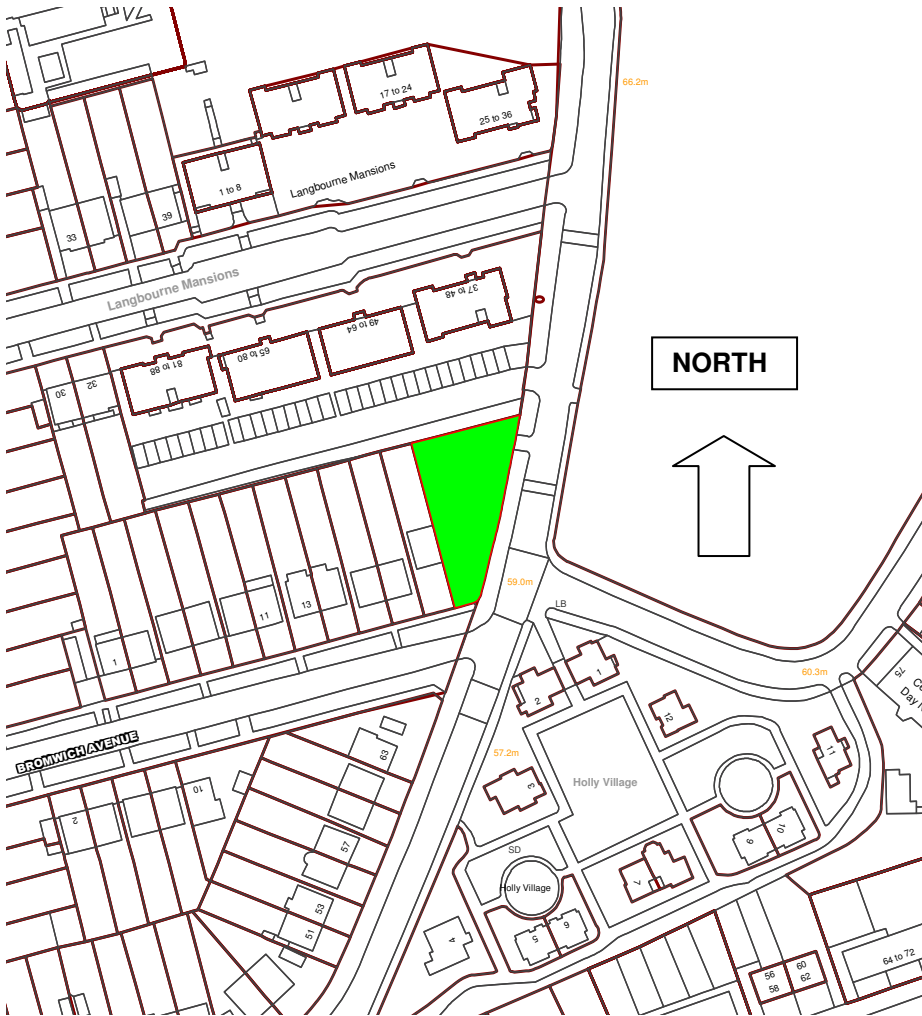 66.2m
17 to 24
25 to 36
1 to 8
Langbourne Mansions
39
33
Langbourne Mansions
37 to 48
49 to 64
65 to 80
81 to 88
32
30
NORTH
59.0m
LB
11
13
1
1
2
60.3m
75
Day
12
BROMWICH AVENUE
63
57.2m
11
Holly Village
3
10
2
57
10
9
SD
7
Holly Village
53
51
4
5
6
64 to 72
56
60
58
62